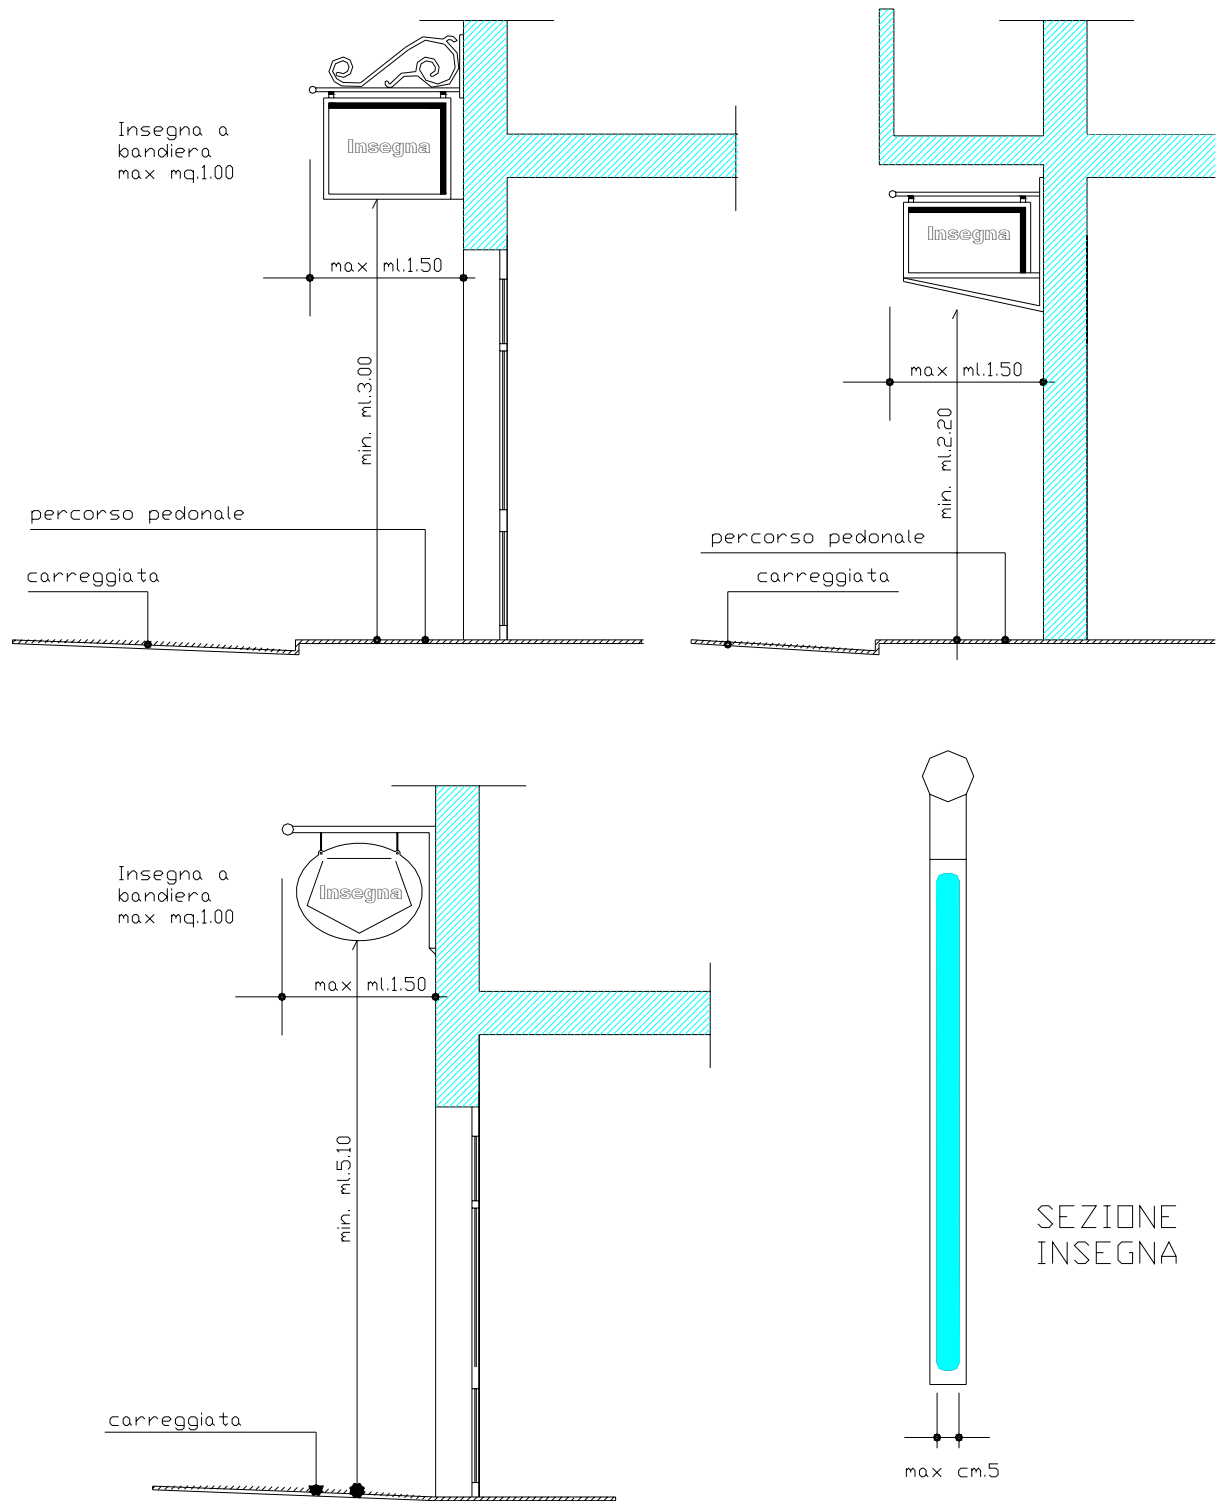 Insegna a
bandiera
max mq.1.00
Insegna
max ml.1.50
min. ml.3.00
percorso pedonale
carreggiata
Insegna
max ml.1.50
min. ml.2.20
percorso pedonale
carreggiata
Insegna a
bandiera
max mq.1.00
Insegna
max ml.1.50
min. ml.5.10
carreggiata
SEZIONE
INSEGNA
max cm.5